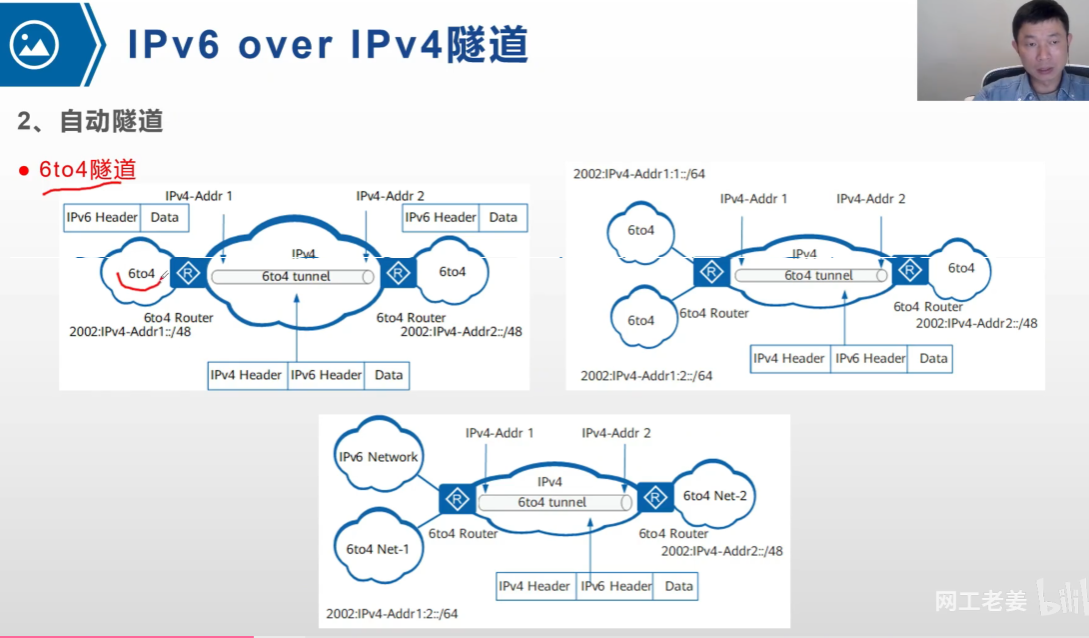 IPv6 over IPv4隧道
2、自动隧道
● 6to4隧道
IPv4-Addr 1
IPv4-Addr 2
IPv6 Header Data
IPv6 Header Data
6to4
IPv4
6to4 tunnel
6to4
6to4 Router
6to4 Router
2002:IPv4-Addr1::/48
2002:IPv4-Addr2::/48
IPv4 Header IPv6 Header Data
2002:IPv4-Addr1:1::/64
IPv4-Addr 1
IPv4-Addr 2
6to4
IPv4
6to4 tunnel
6to4
6to4
6to4 Router
6to4 Router
2002:IPv4-Addr2::/48
IPv4 Header IPv6 Header Data
2002:IPv4-Addr1:2::/64
IPv4-Addr 1
IPv4-Addr 2
IPv6 Network
IPv4
6to4 tunnel
6to4 Net-2
6to4 Router
6to4 Router
6to4 Net-1
2002:IPv4-Addr2::/48
IPv4 Header IPv6 Header Data
2002:IPv4-Addr1:2::/64
R
R
R
R
R
R
网工老姜